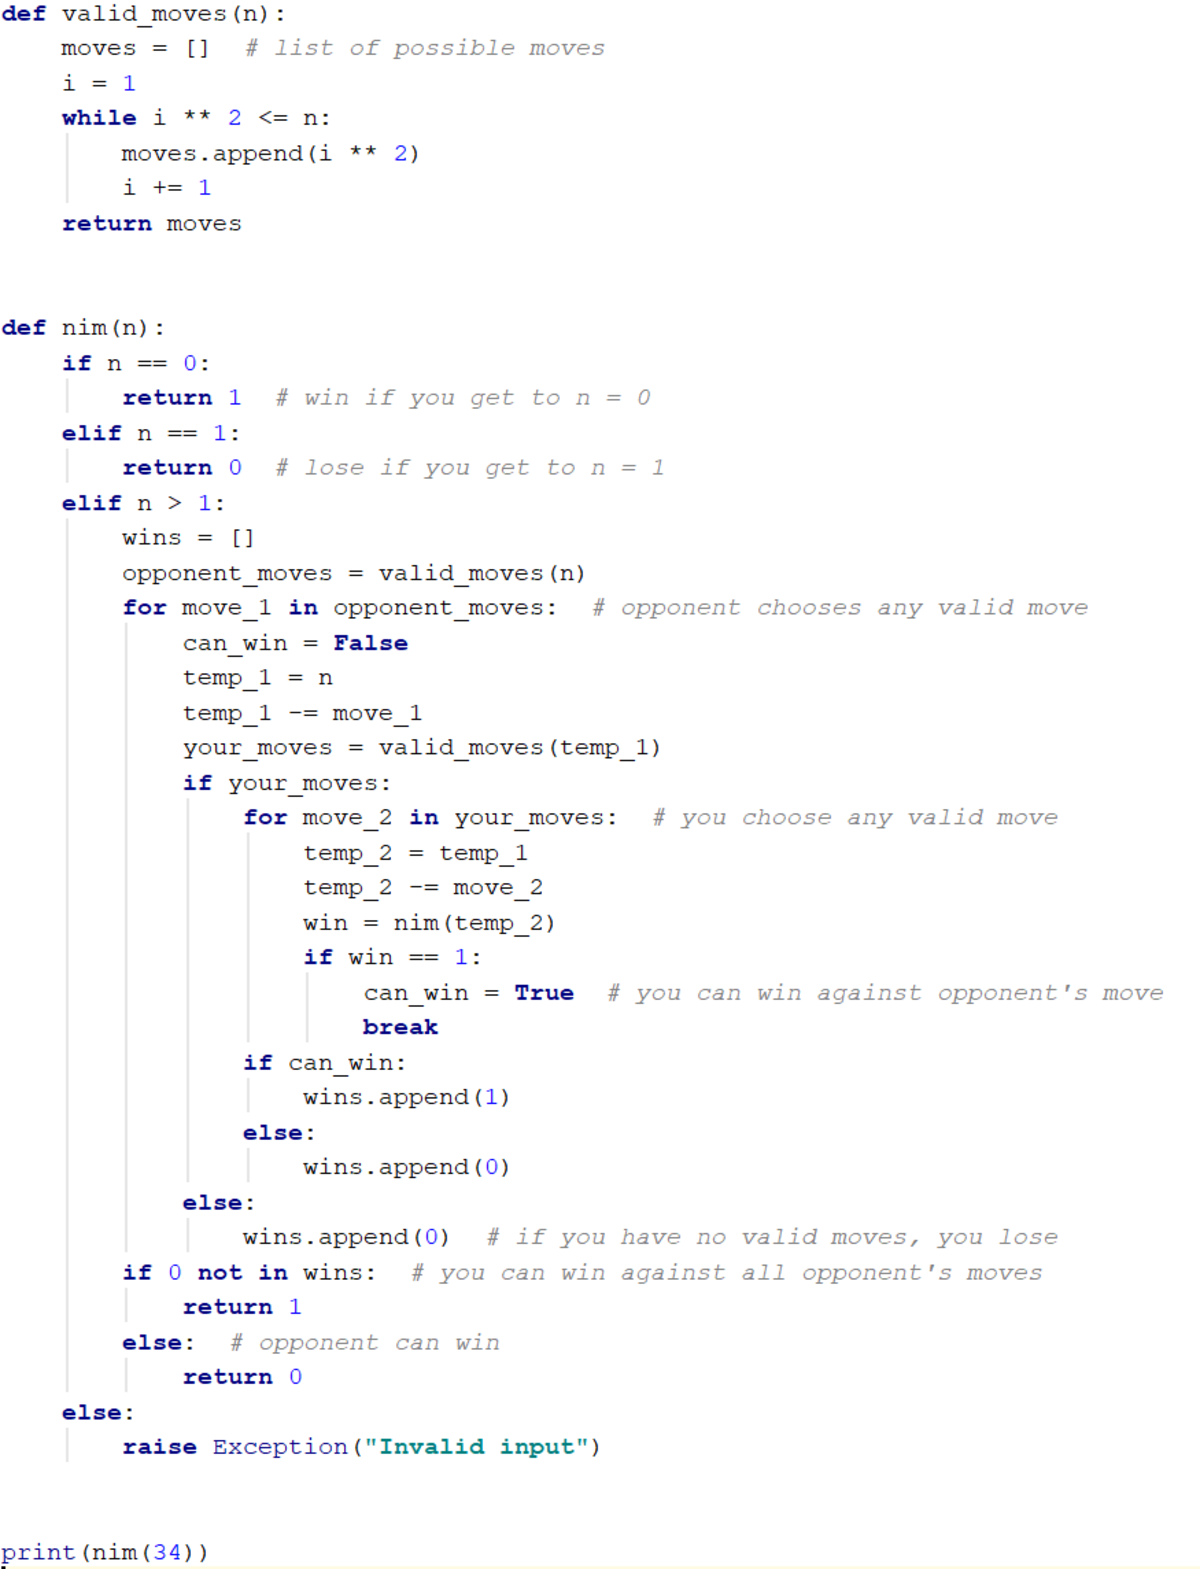 def valid_moves(n):
    moves = []  # list of possible moves
    i = 1
    while i ** 2 <= n:
        moves.append(i ** 2)
        i += 1
    return moves
def nim(n):
    if n == 0:
        return 1  # win if you get to n = 0
    elif n == 1:
        return 0  # lose if you get to n = 1
    elif n > 1:
        wins = []
        opponent_moves = valid_moves(n)
        for move_1 in opponent_moves:  # opponent chooses any valid move
            can_win = False
            temp_1 = n
            temp_1 -= move_1
            your_moves = valid_moves(temp_1)
            if your_moves:
                for move_2 in your_moves:  # you choose any valid move
                    temp_2 = temp_1
                    temp_2 -= move_2
                    win = nim(temp_2)
                    if win == 1:
                        can_win = True  # you can win against opponent's move
                        break
                if can_win:
                    wins.append(1)
                else:
                    wins.append(0)
            else:
                wins.append(0)  # if you have no valid moves, you lose
        if 0 not in wins:  # you can win against all opponent's moves
            return 1
        else:  # opponent can win
            return 0
    else:
        raise Exception("Invalid input")
print(nim(34))